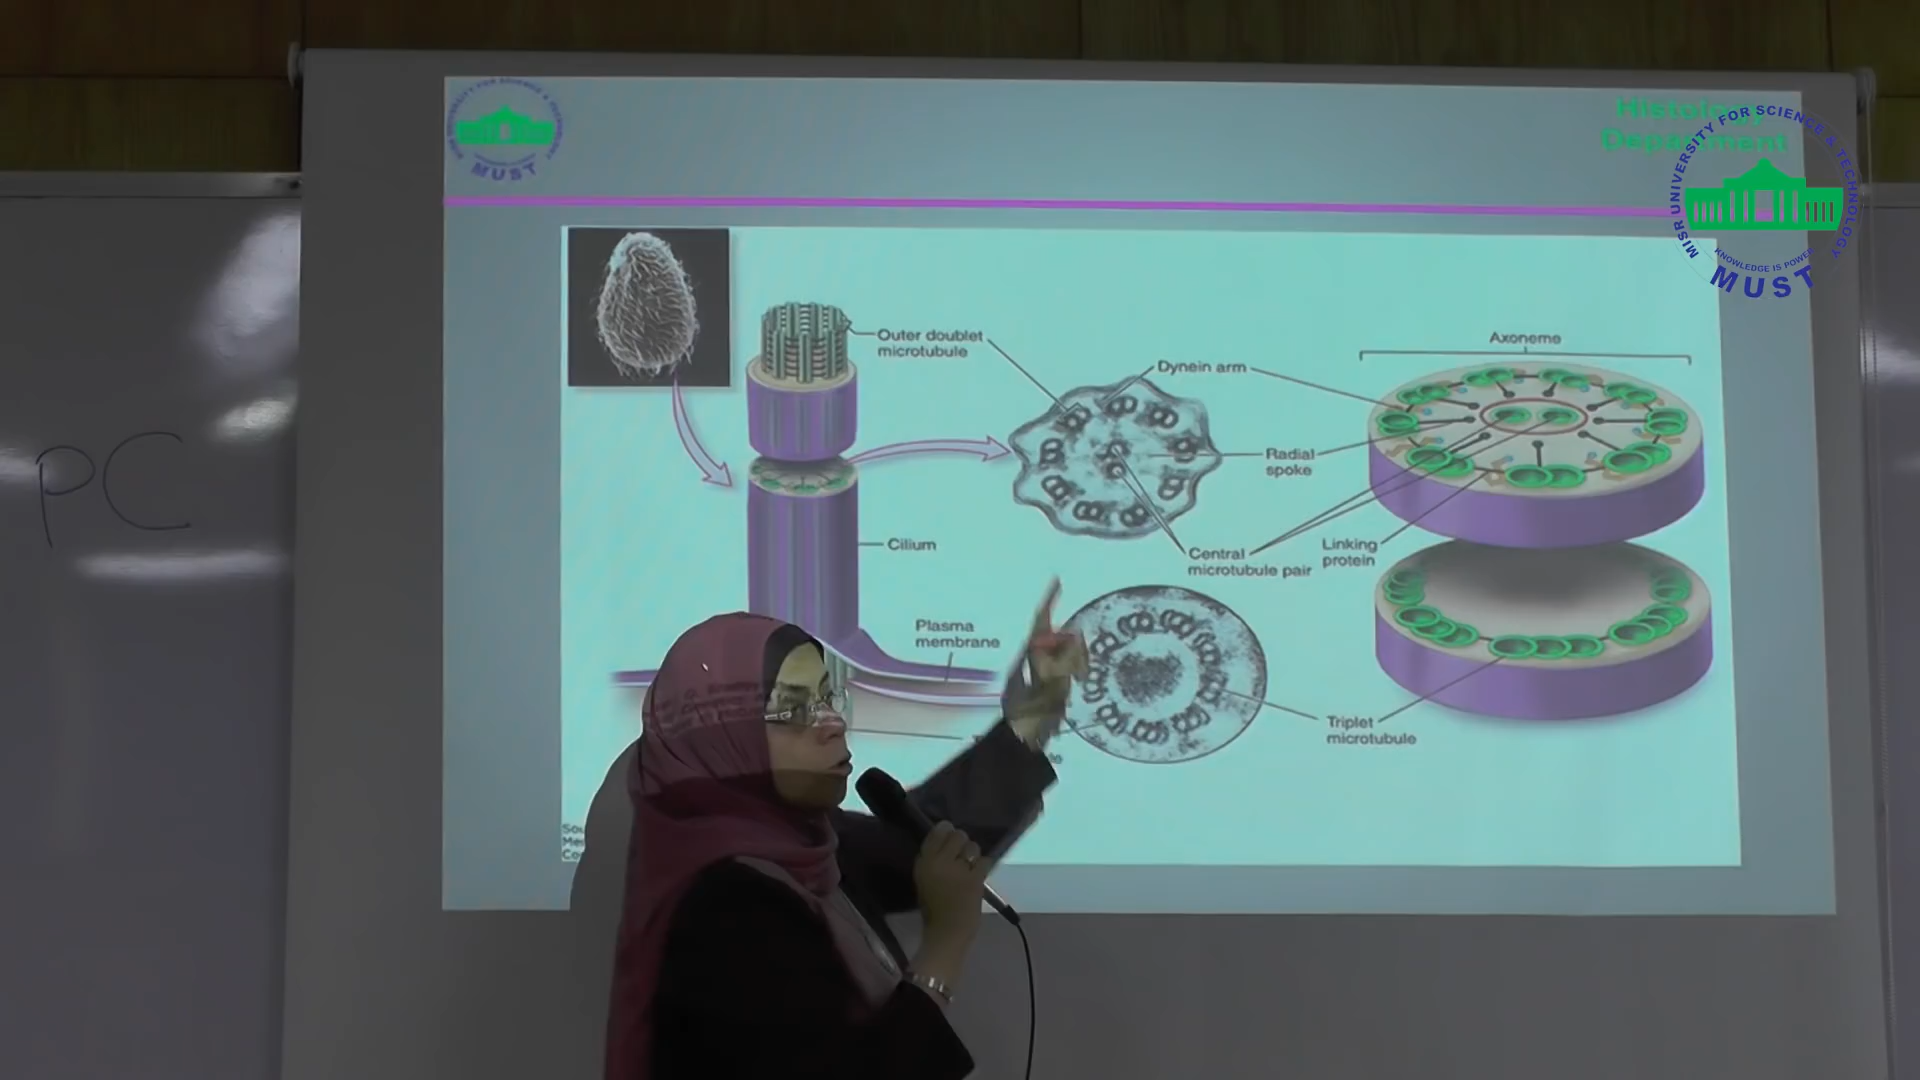 MUST
Histology
Department
MISR UNIVERSITY FOR SCIENCE & TECHNOLOGY
KNOWLEDGE IS POWER
MUST
PC
Outer doublet
microtubule
Dynein arm
Axoneme
Radial
spoke
Cilium
Central
microtubule pair
Linking
protein
Plasma
membrane
Triplet
microtubule